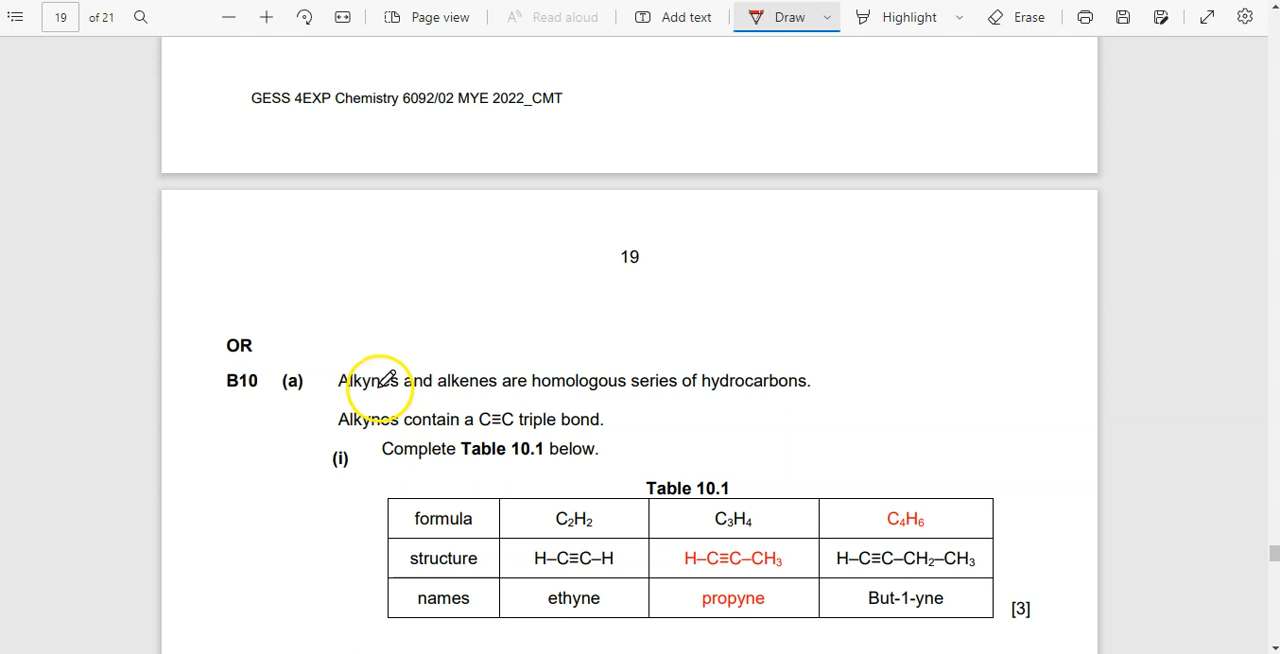 19 of 21 Page view Read aloud Add text Draw Highlight Erase
GESS 4EXP Chemistry 6092/02 MYE 2022_CMT
19
OR
B10 (a) Alkynes and alkenes are homologous series of hydrocarbons.
Alkynes contain a C≡C triple bond.
(i) Complete Table 10.1 below.
Table 10.1
formula C₂H₂ C₃H₄ C₄H₆
structure H–C≡C–H H–C≡C–CH₃ H–C≡C–CH₂–CH₃
names ethyne propyne But-1-yne
[3]